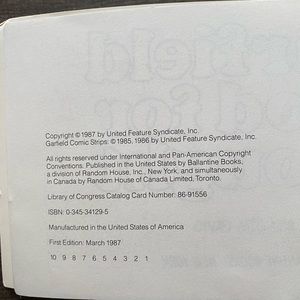 Copyright © 1987 by United Feature Syndicate, Inc.
Garfield Comic Strips: © 1985, 1986 by United Feature Syndicate, Inc.
All rights reserved under International and Pan-American Copyright
Conventions. Published in the United States by Ballantine Books,
a division of Random House, Inc., New York, and simultaneously
in Canada by Random House of Canada Limited, Toronto.
Library of Congress Catalog Card Number: 86-91556
ISBN: 0-345-34129-5
Manufactured in the United States of America
First Edition: March 1987
10 9 8 7 6 5 4 3 2 1